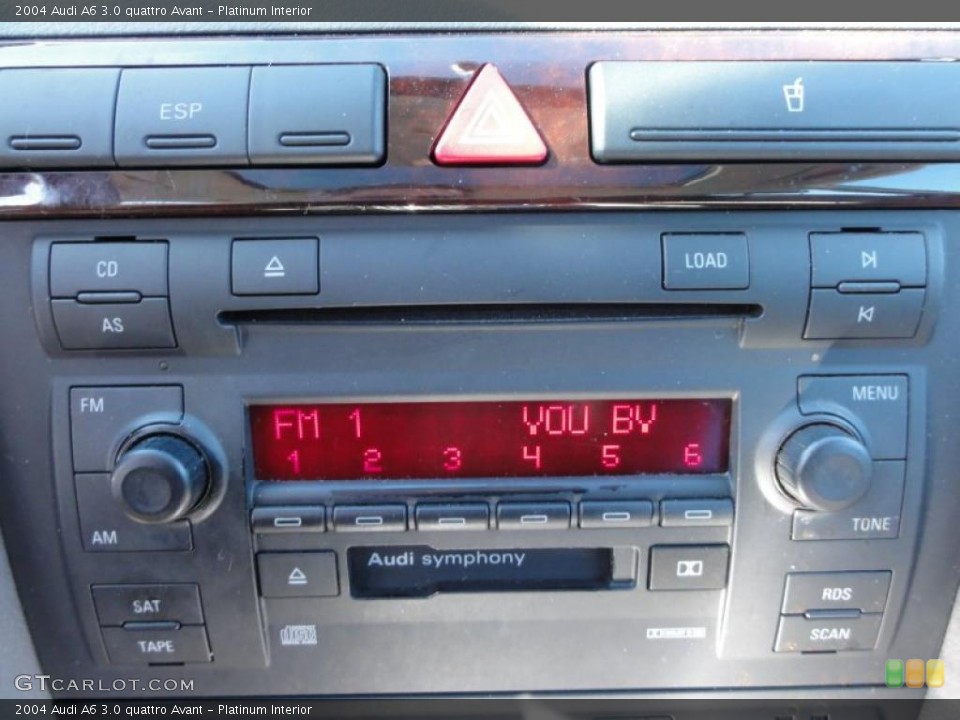 2004 Audi A6 3.0 quattro Avant - Platinum Interior
ESP
CD
LOAD
AS
FM
MENU
FM 1 YOU BV
1 2 3 4 5 6
AM
TONE
Audi symphony
SAT
RDS
TAPE
SCAN
GTCARLOT.COM
2004 Audi A6 3.0 quattro Avant - Platinum Interior